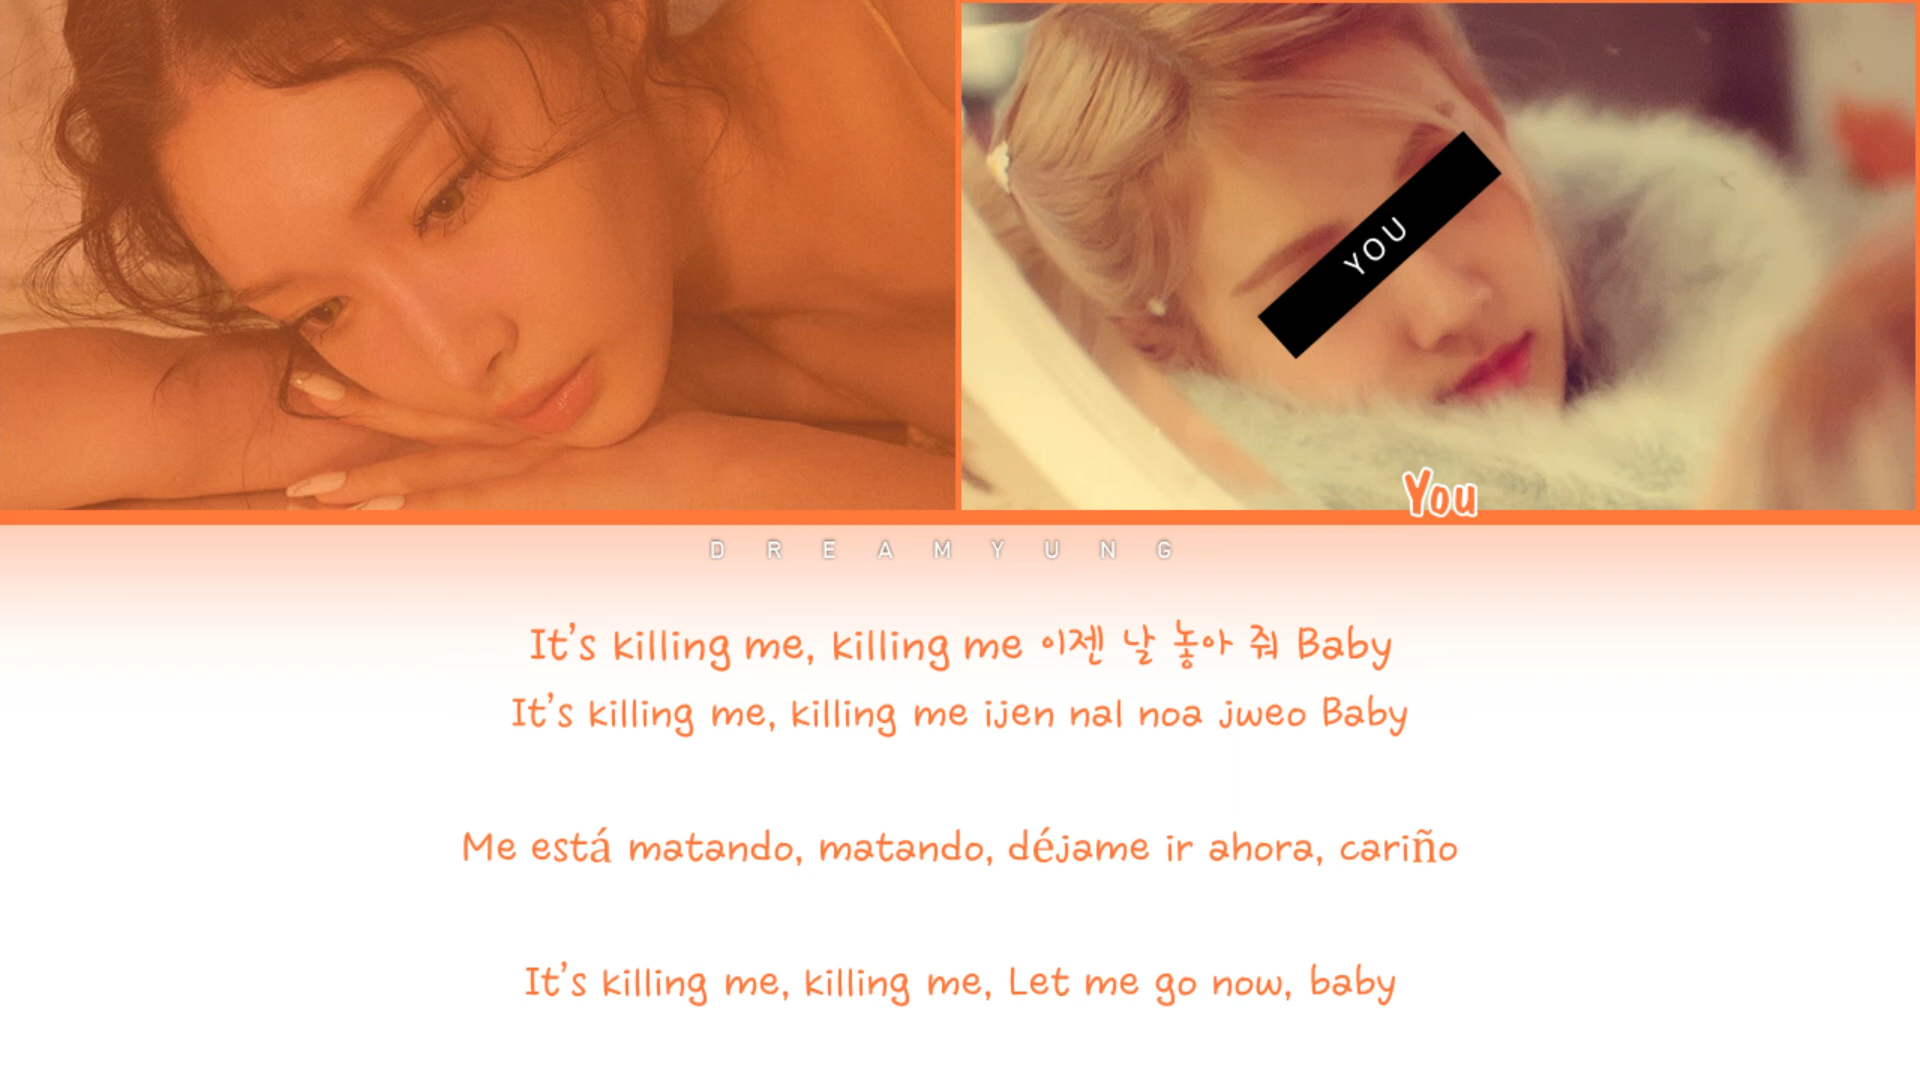 YOU
You
DREAMYUNG
It's killing me, killing me 이젠 날 놓아 줘 Baby
It's killing me, killing me ijen nal noa jweo Baby
Me está matando, matando, déjame ir ahora, cariño
It's killing me, killing me, Let me go now, baby